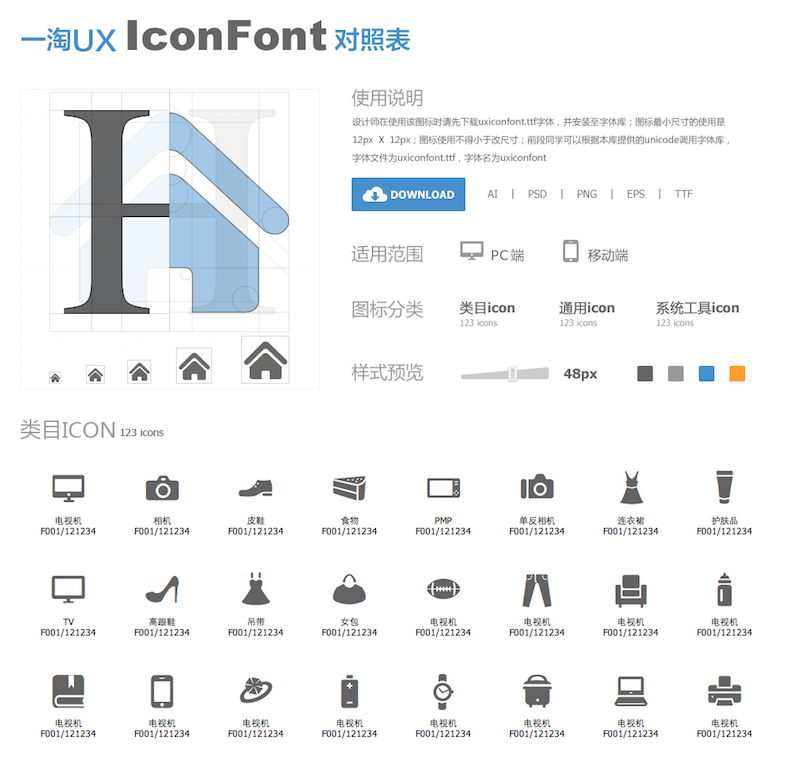 一淘UX IconFont 对照表
使用说明
设计师在使用该图标时请先下载uxiconfont.ttf字体，并安装至字体库；图标最小尺寸的使用是
12px X 12px；图标使用不得小于改尺寸；前段同学可以根据本库提供的unicode调用字体库，
字体文件为uxiconfont.ttf，字体名为uxiconfont
DOWNLOAD AI | PSD | PNG | EPS | TTF
适用范围 PC端 移动端
图标分类 类目icon 通用icon 系统工具icon
123 icons 123 icons 123 icons
样式预览 48px
类目ICON 123 icons
电视机 相机 皮鞋 食物 PMP 单反相机 连衣裙 护肤品
F001/121234 F001/121234 F001/121234 F001/121234 F001/121234 F001/121234 F001/121234 F001/121234
TV 高跟鞋 吊带 女包 电视机 电视机 电视机 电视机
F001/121234 F001/121234 F001/121234 F001/121234 F001/121234 F001/121234 F001/121234 F001/121234
电视机 电视机 电视机 电视机 电视机 电视机 电视机 电视机
F001/121234 F001/121234 F001/121234 F001/121234 F001/121234 F001/121234 F001/121234 F001/121234